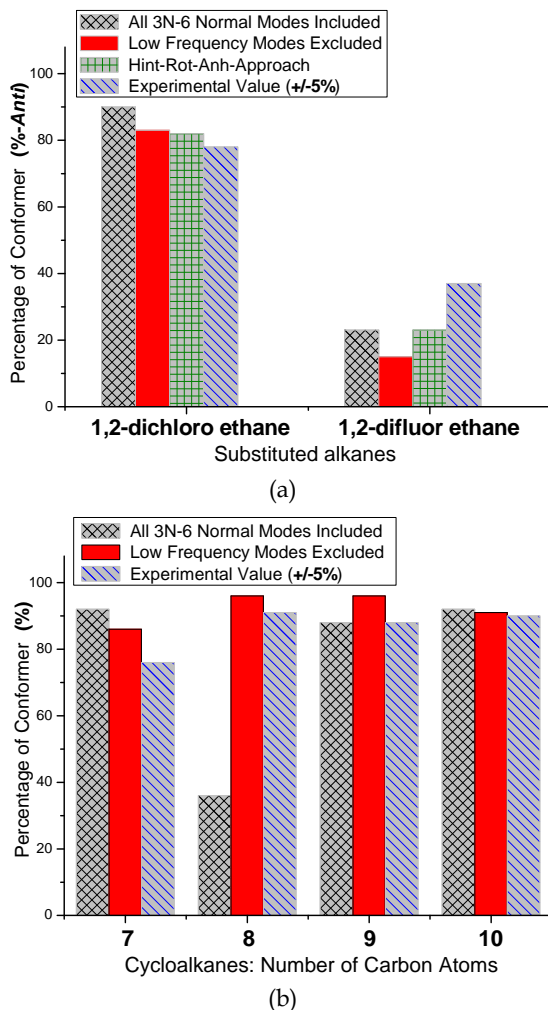 All 3N-6 Normal Modes Included
Low Frequency Modes Excluded
Hint-Rot-Anh-Approach
Experimental Value (+/-5%)
Percentage of Conformer (%-Anti)
100
80
60
40
20
0
1,2-dichloro ethane 1,2-difluor ethane
Substituted alkanes
(a)
All 3N-6 Normal Modes Included
Low Frequency Modes Excluded
Experimental Value (+/-5%)
Percentage of Conformer (%)
100
80
60
40
20
0
7 8 9 10
Cycloalkanes: Number of Carbon Atoms
(b)